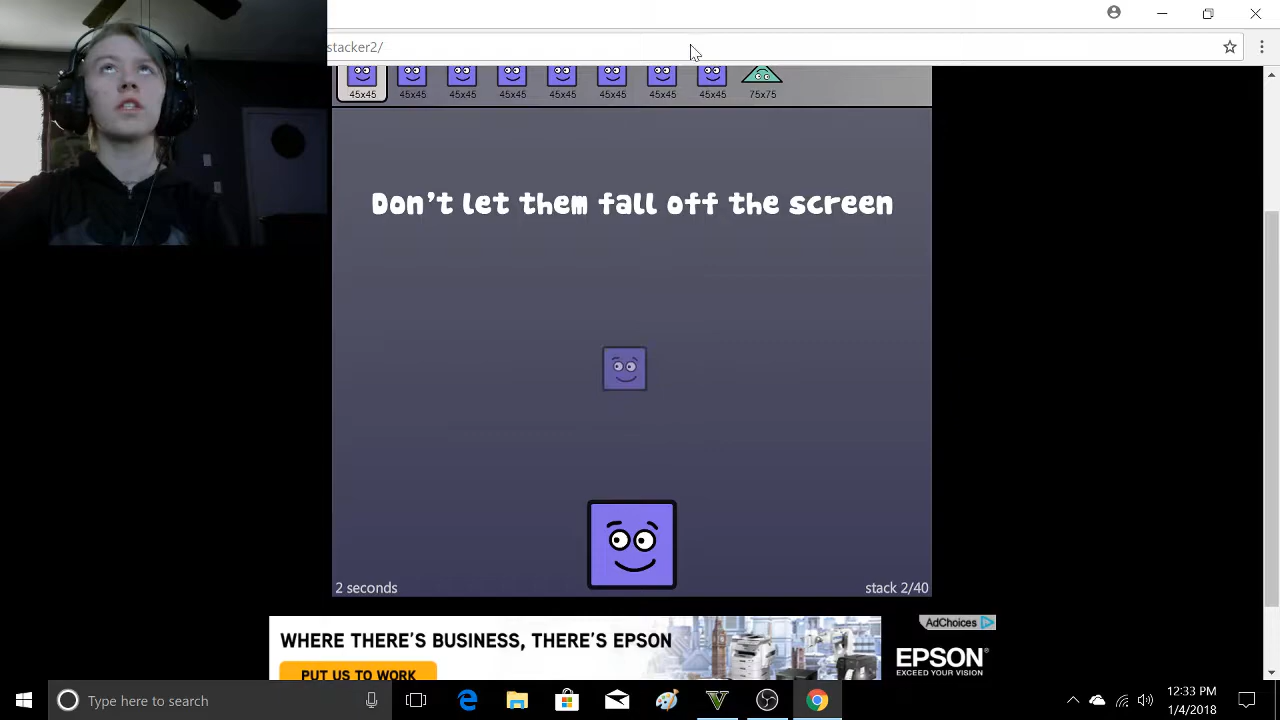 stacker2/
45x45 45x45 45x45 45x45 45x45 45x45 45x45 45x45 75x75
Don't let them fall off the screen
2 seconds
stack 2/40
AdChoices
WHERE THERE'S BUSINESS, THERE'S EPSON
PUT US TO WORK
EPSON
EXCEED YOUR VISION
Type here to search
12:33 PM
1/4/2018